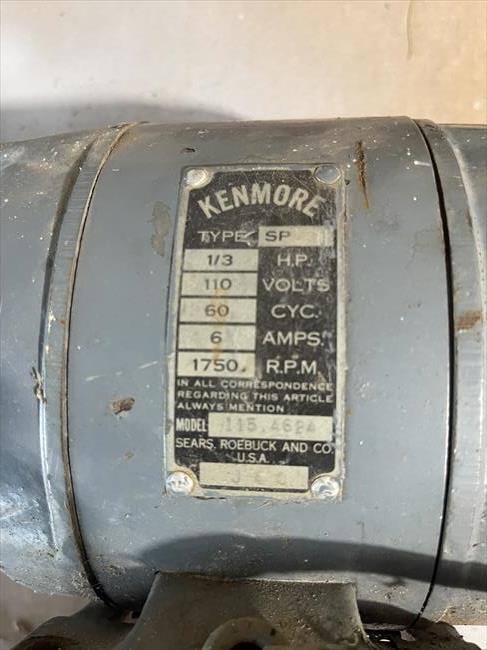 KENMORE
TYPE SP
1/3 H.P.
110 VOLTS
60 CYC.
6 AMPS.
1750. R.P.M
IN ALL CORRESPONDENCE
REGARDING THIS ARTICLE
ALWAYS MENTION
MODEL 115.4624
SEARS, ROEBUCK AND CO.
U.S.A.